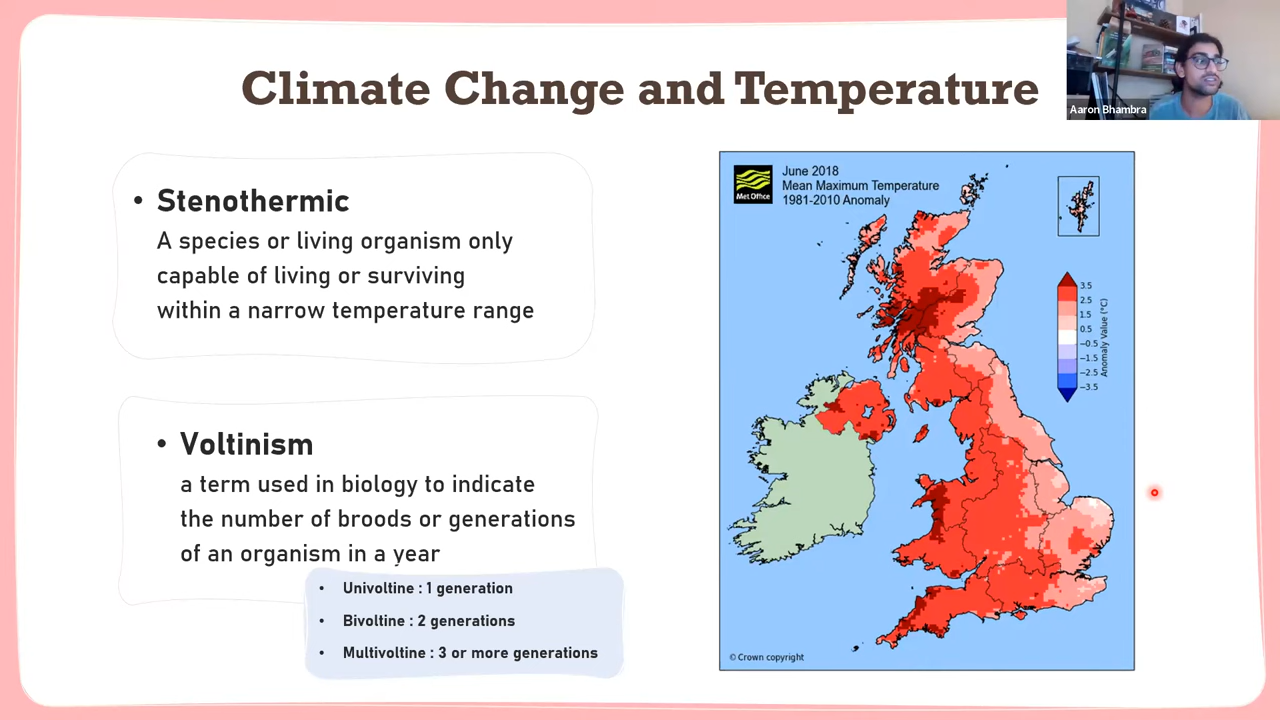 Climate Change and Temperature
Aaron Bhambra
• Stenothermic
A species or living organism only
capable of living or surviving
within a narrow temperature range
• Voltinism
a term used in biology to indicate
the number of broods or generations
of an organism in a year
• Univoltine : 1 generation
• Bivoltine : 2 generations
• Multivoltine : 3 or more generations
Met Office
June 2018
Mean Maximum Temperature
1981-2010 Anomaly
3.5
2.5
1.5
0.5
−0.5
−1.5
−2.5
−3.5
Anomaly Value (°C)
© Crown copyright